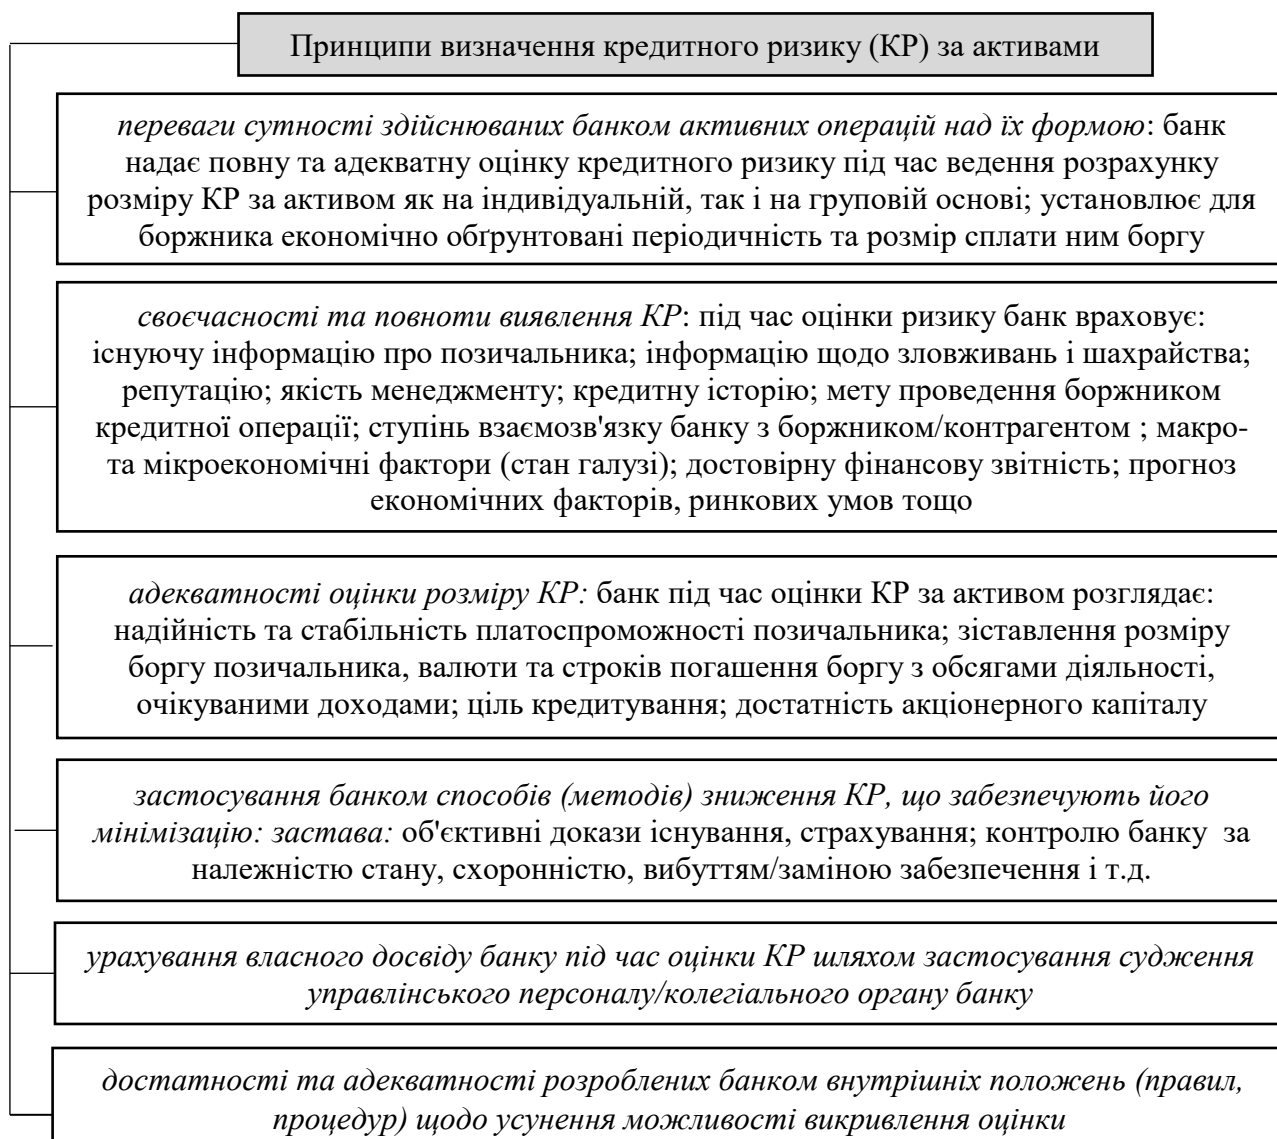 Принципи визначення кредитного ризику (КР) за активами
переваги сутності здійснюваних банком активних операцій над їх формою: банк
надає повну та адекватну оцінку кредитного ризику під час ведення розрахунку
розміру КР за активом як на індивідуальній, так і на груповій основі; установлює для
боржника економічно обґрунтовані періодичність та розмір сплати ним боргу
своєчасності та повноти виявлення КР: під час оцінки ризику банк враховує:
існуючу інформацію про позичальника; інформацію щодо зловживань і шахрайства;
репутацію; якість менеджменту; кредитну історію; мету проведення боржником
кредитної операції; ступінь взаємозв'язку банку з боржником/контрагентом ; макро-
та мікроекономічні фактори (стан галузі); достовірну фінансову звітність; прогноз
економічних факторів, ринкових умов тощо
адекватності оцінки розміру КР: банк під час оцінки КР за активом розглядає:
надійність та стабільність платоспроможності позичальника; зіставлення розміру
боргу позичальника, валюти та строків погашення боргу з обсягами діяльності,
очікуваними доходами; ціль кредитування; достатність акціонерного капіталу
застосування банком способів (методів) зниження КР, що забезпечують його
мінімізацію: застава: об'єктивні докази існування, страхування; контролю банку за
належністю стану, схоронністю, вибуттям/заміною забезпечення і т.д.
урахування власного досвіду банку під час оцінки КР шляхом застосування судження
управлінського персоналу/колегіального органу банку
достатності та адекватності розроблених банком внутрішніх положень (правил,
процедур) щодо усунення можливості викривлення оцінки